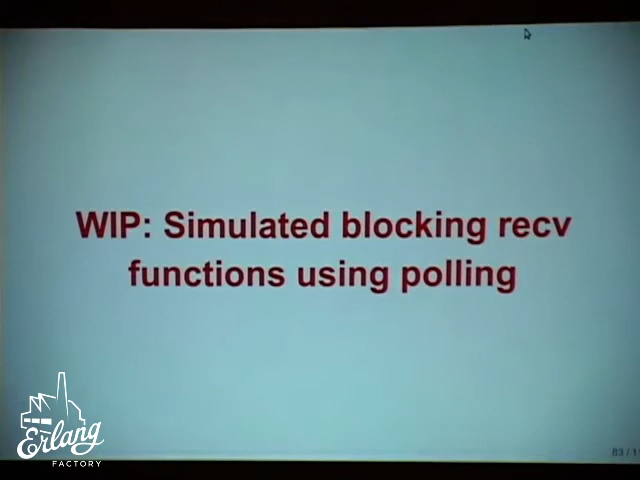 WIP: Simulated blocking recv
functions using polling
Erlang
FACTORY